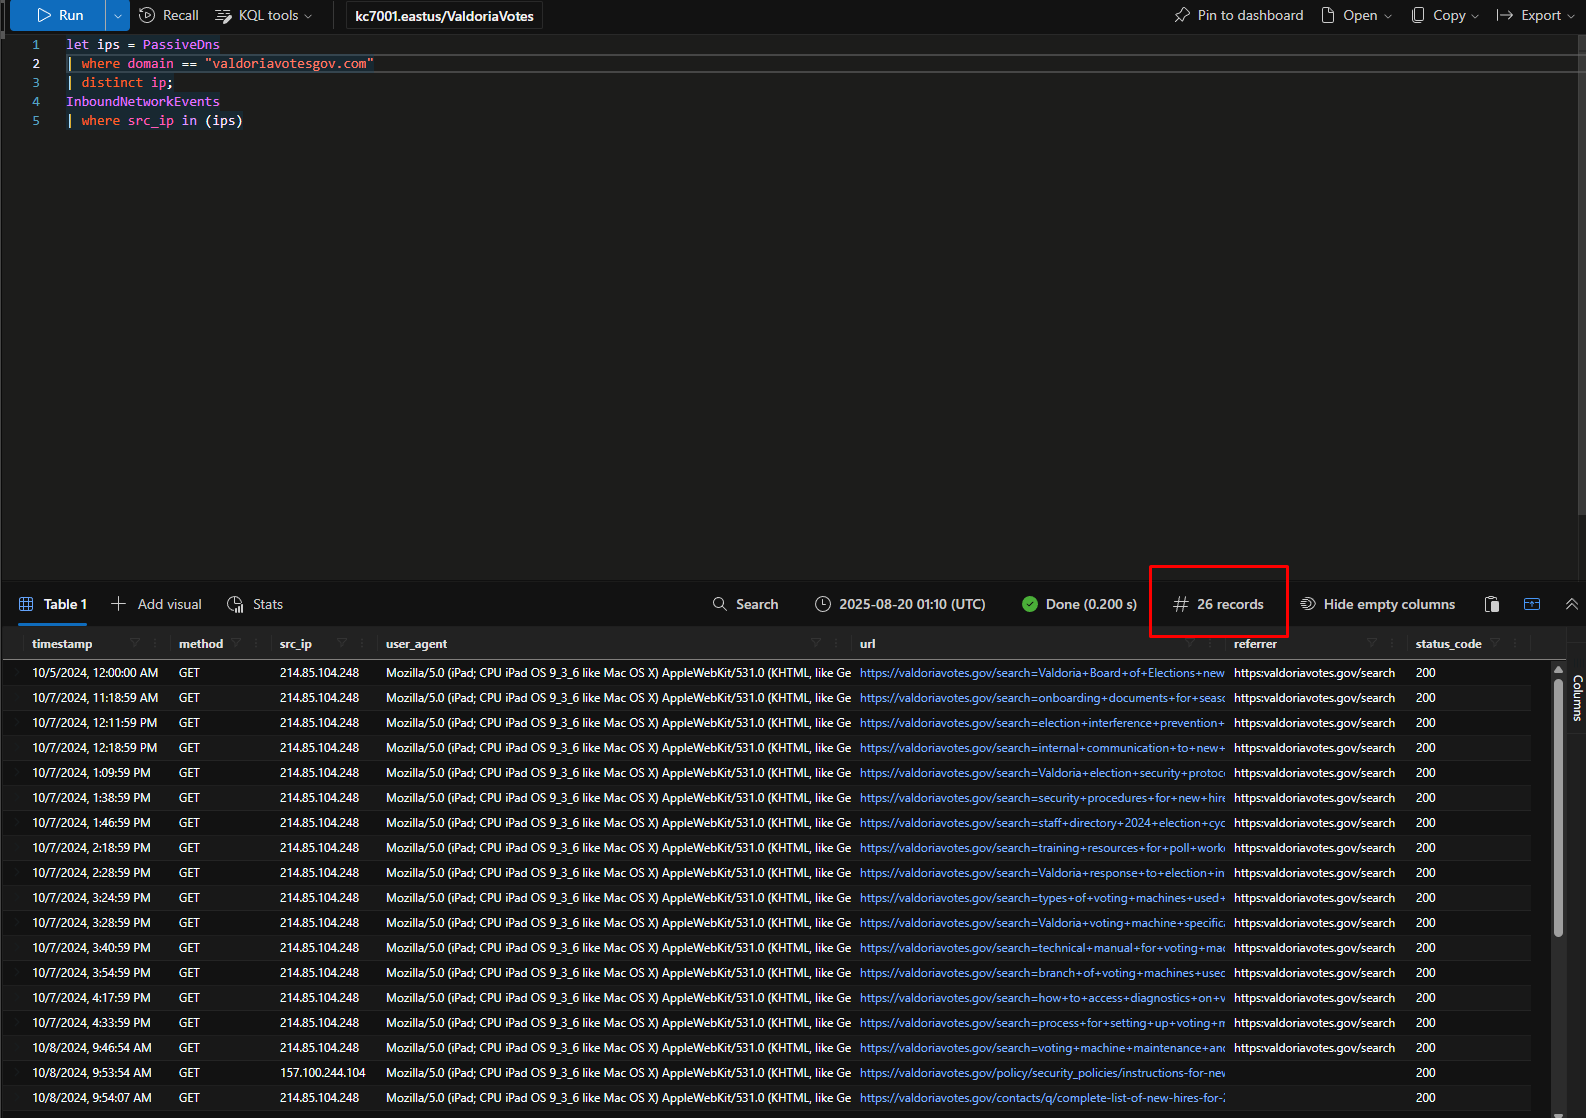 Run Recall KQL tools kc7001.eastus/ValdoriaVotes Pin to dashboard Open Copy Export
1 let ips = PassiveDns
2 | where domain == "valdoriavotesgov.com"
3 | distinct ip;
4 InboundNetworkEvents
5 | where src_ip in (ips)
Table 1 Add visual Stats Search 2025-08-20 01:10 (UTC) Done (0.200 s) # 26 records Hide empty columns
timestamp method src_ip user_agent url referrer status_code
10/5/2024, 12:00:00 AM GET 214.85.104.248 Mozilla/5.0 (iPad; CPU iPad OS 9_3_6 like Mac OS X) AppleWebKit/531.0 (KHTML, like Ge https://valdoriavotes.gov/search=Valdoria+Board+of+Elections+new https:valdoriavotes.gov/search 200
10/7/2024, 11:18:59 AM GET 214.85.104.248 Mozilla/5.0 (iPad; CPU iPad OS 9_3_6 like Mac OS X) AppleWebKit/531.0 (KHTML, like Ge https://valdoriavotes.gov/search=onboarding+documents+for+seasc https:valdoriavotes.gov/search 200
10/7/2024, 12:11:59 PM GET 214.85.104.248 Mozilla/5.0 (iPad; CPU iPad OS 9_3_6 like Mac OS X) AppleWebKit/531.0 (KHTML, like Ge https://valdoriavotes.gov/search=election+interference+prevention+ https:valdoriavotes.gov/search 200
10/7/2024, 12:18:59 PM GET 214.85.104.248 Mozilla/5.0 (iPad; CPU iPad OS 9_3_6 like Mac OS X) AppleWebKit/531.0 (KHTML, like Ge https://valdoriavotes.gov/search=internal+communication+to+new+ https:valdoriavotes.gov/search 200
10/7/2024, 1:09:59 PM GET 214.85.104.248 Mozilla/5.0 (iPad; CPU iPad OS 9_3_6 like Mac OS X) AppleWebKit/531.0 (KHTML, like Ge https://valdoriavotes.gov/search=Valdoria+election+security+protoc https:valdoriavotes.gov/search 200
10/7/2024, 1:38:59 PM GET 214.85.104.248 Mozilla/5.0 (iPad; CPU iPad OS 9_3_6 like Mac OS X) AppleWebKit/531.0 (KHTML, like Ge https://valdoriavotes.gov/search=security+procedures+for+new+hire https:valdoriavotes.gov/search 200
10/7/2024, 1:46:59 PM GET 214.85.104.248 Mozilla/5.0 (iPad; CPU iPad OS 9_3_6 like Mac OS X) AppleWebKit/531.0 (KHTML, like Ge https://valdoriavotes.gov/search=staff+directory+2024+election+cyc https:valdoriavotes.gov/search 200
10/7/2024, 2:18:59 PM GET 214.85.104.248 Mozilla/5.0 (iPad; CPU iPad OS 9_3_6 like Mac OS X) AppleWebKit/531.0 (KHTML, like Ge https://valdoriavotes.gov/search=training+resources+for+poll+work https:valdoriavotes.gov/search 200
10/7/2024, 2:28:59 PM GET 214.85.104.248 Mozilla/5.0 (iPad; CPU iPad OS 9_3_6 like Mac OS X) AppleWebKit/531.0 (KHTML, like Ge https://valdoriavotes.gov/search=Valdoria+response+to+election+in https:valdoriavotes.gov/search 200
10/7/2024, 3:24:59 PM GET 214.85.104.248 Mozilla/5.0 (iPad; CPU iPad OS 9_3_6 like Mac OS X) AppleWebKit/531.0 (KHTML, like Ge https://valdoriavotes.gov/search=types+of+voting+machines+used+ https:valdoriavotes.gov/search 200
10/7/2024, 3:28:59 PM GET 214.85.104.248 Mozilla/5.0 (iPad; CPU iPad OS 9_3_6 like Mac OS X) AppleWebKit/531.0 (KHTML, like Ge https://valdoriavotes.gov/search=Valdoria+voting+machine+specific https:valdoriavotes.gov/search 200
10/7/2024, 3:40:59 PM GET 214.85.104.248 Mozilla/5.0 (iPad; CPU iPad OS 9_3_6 like Mac OS X) AppleWebKit/531.0 (KHTML, like Ge https://valdoriavotes.gov/search=technical+manual+for+voting+mac https:valdoriavotes.gov/search 200
10/7/2024, 3:54:59 PM GET 214.85.104.248 Mozilla/5.0 (iPad; CPU iPad OS 9_3_6 like Mac OS X) AppleWebKit/531.0 (KHTML, like Ge https://valdoriavotes.gov/search=branch+of+voting+machines+usec https:valdoriavotes.gov/search 200
10/7/2024, 4:17:59 PM GET 214.85.104.248 Mozilla/5.0 (iPad; CPU iPad OS 9_3_6 like Mac OS X) AppleWebKit/531.0 (KHTML, like Ge https://valdoriavotes.gov/search=how+to+access+diagnostics+on+v https:valdoriavotes.gov/search 200
10/7/2024, 4:33:59 PM GET 214.85.104.248 Mozilla/5.0 (iPad; CPU iPad OS 9_3_6 like Mac OS X) AppleWebKit/531.0 (KHTML, like Ge https://valdoriavotes.gov/search=process+for+setting+up+voting+m https:valdoriavotes.gov/search 200
10/8/2024, 9:46:54 AM GET 214.85.104.248 Mozilla/5.0 (iPad; CPU iPad OS 9_3_6 like Mac OS X) AppleWebKit/531.0 (KHTML, like Ge https://valdoriavotes.gov/search=voting+machine+maintenance+anc https:valdoriavotes.gov/search 200
10/8/2024, 9:53:54 AM GET 157.100.244.104 Mozilla/5.0 (iPad; CPU iPad OS 9_3_6 like Mac OS X) AppleWebKit/531.0 (KHTML, like Ge https://valdoriavotes.gov/policy/security_policies/instructions-for-nev 200
10/8/2024, 9:54:07 AM GET 214.85.104.248 Mozilla/5.0 (iPad; CPU iPad OS 9_3_6 like Mac OS X) AppleWebKit/531.0 (KHTML, like Ge https://valdoriavotes.gov/contacts/q/complete-list-of-new-hires-for-2 200
Columns